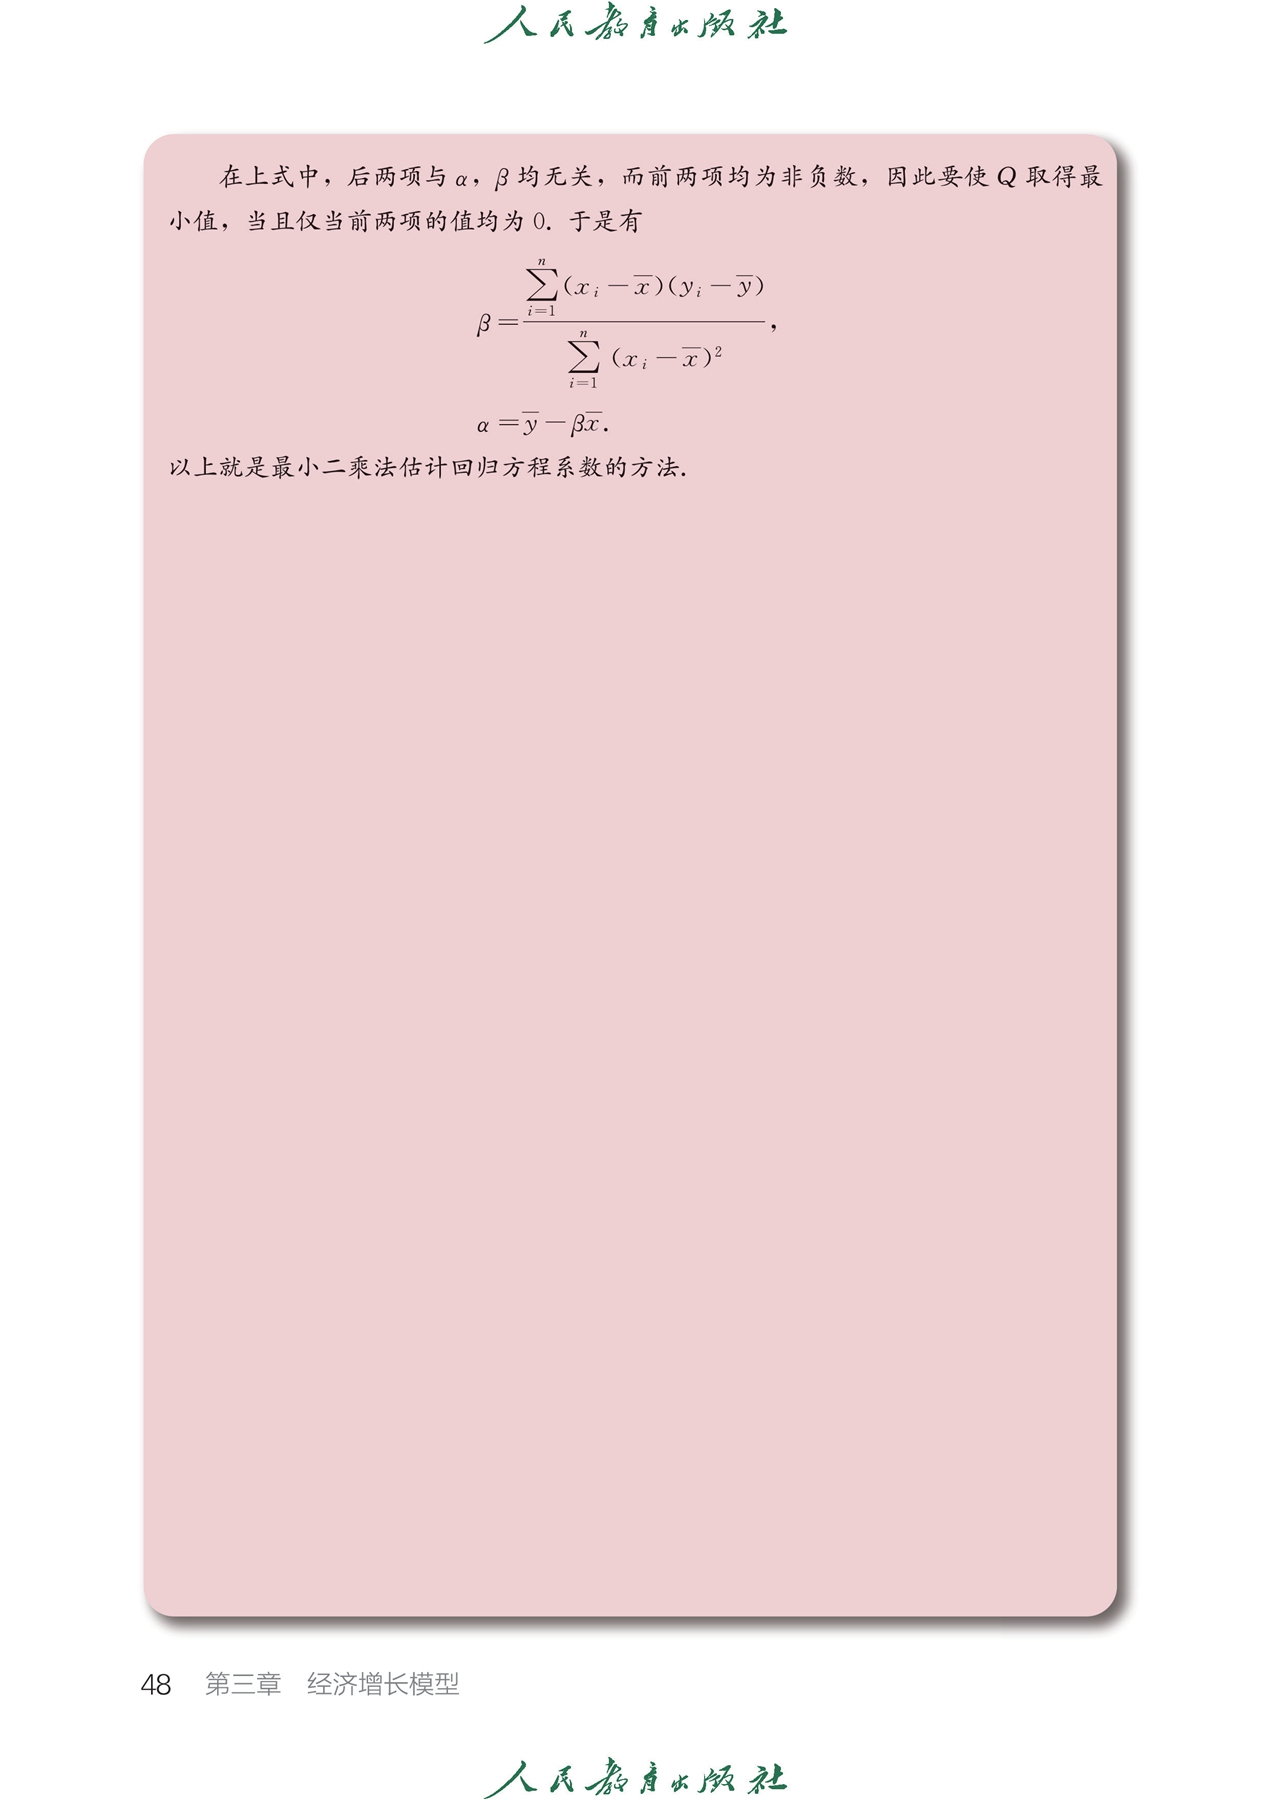 人民教育出版社
在上式中，后两项与 α，β 均无关，而前两项均为非负数，因此要使 Q 取得最
小值，当且仅当前两项的值均为 0．于是有
$$\beta=\frac{\sum_{i=1}^{n}(x_i-\overline{x})(y_i-\overline{y})}{\sum_{i=1}^{n}(x_i-\overline{x})^2}，$$
$$\alpha=\overline{y}-\beta\overline{x}．$$
以上就是最小二乘法估计回归方程系数的方法．
48 第三章 经济增长模型
人民教育出版社